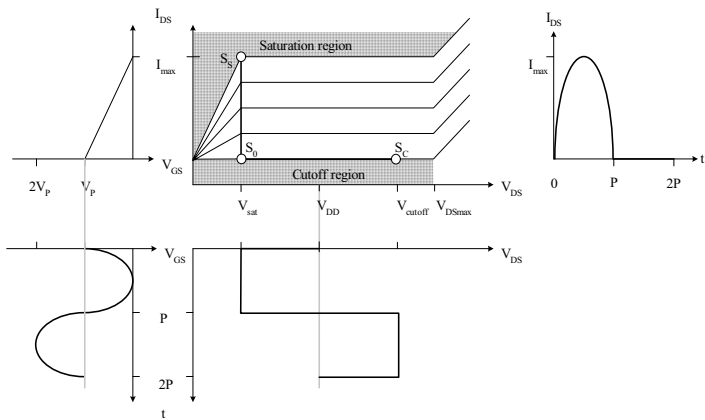 I_DS
I_max
V_GS
2V_P
V_P
Saturation region
S_S
S_0
S_C
Cutoff region
V_DS
V_sat
V_DD
V_cutoff
V_DSmax
I_DS
I_max
t
0
P
2P
V_GS
P
2P
t
V_DS